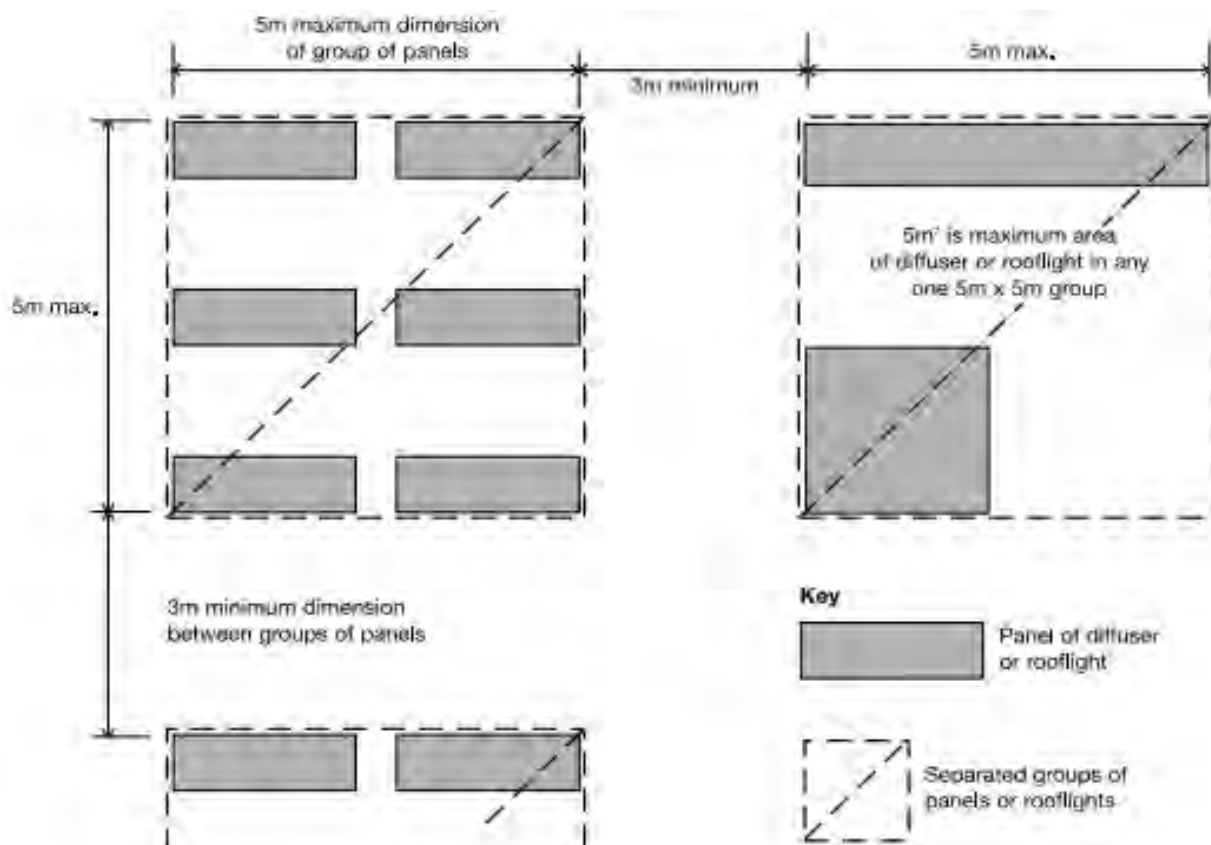 5m maximum dimension
of group of panels
5m max.
3m minimum
5m² is maximum area
of diffuser or rooflight in any
one 5m x 5m group
5m max.
3m minimum dimension
between groups of panels
Key
Panel of diffuser
or rooflight
Separated groups of
panels or rooflights